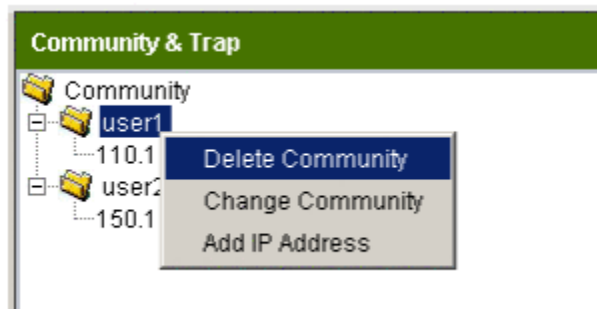 Community & Trap
Community
user1
110.1
user2
150.1
Delete Community
Change Community
Add IP Address